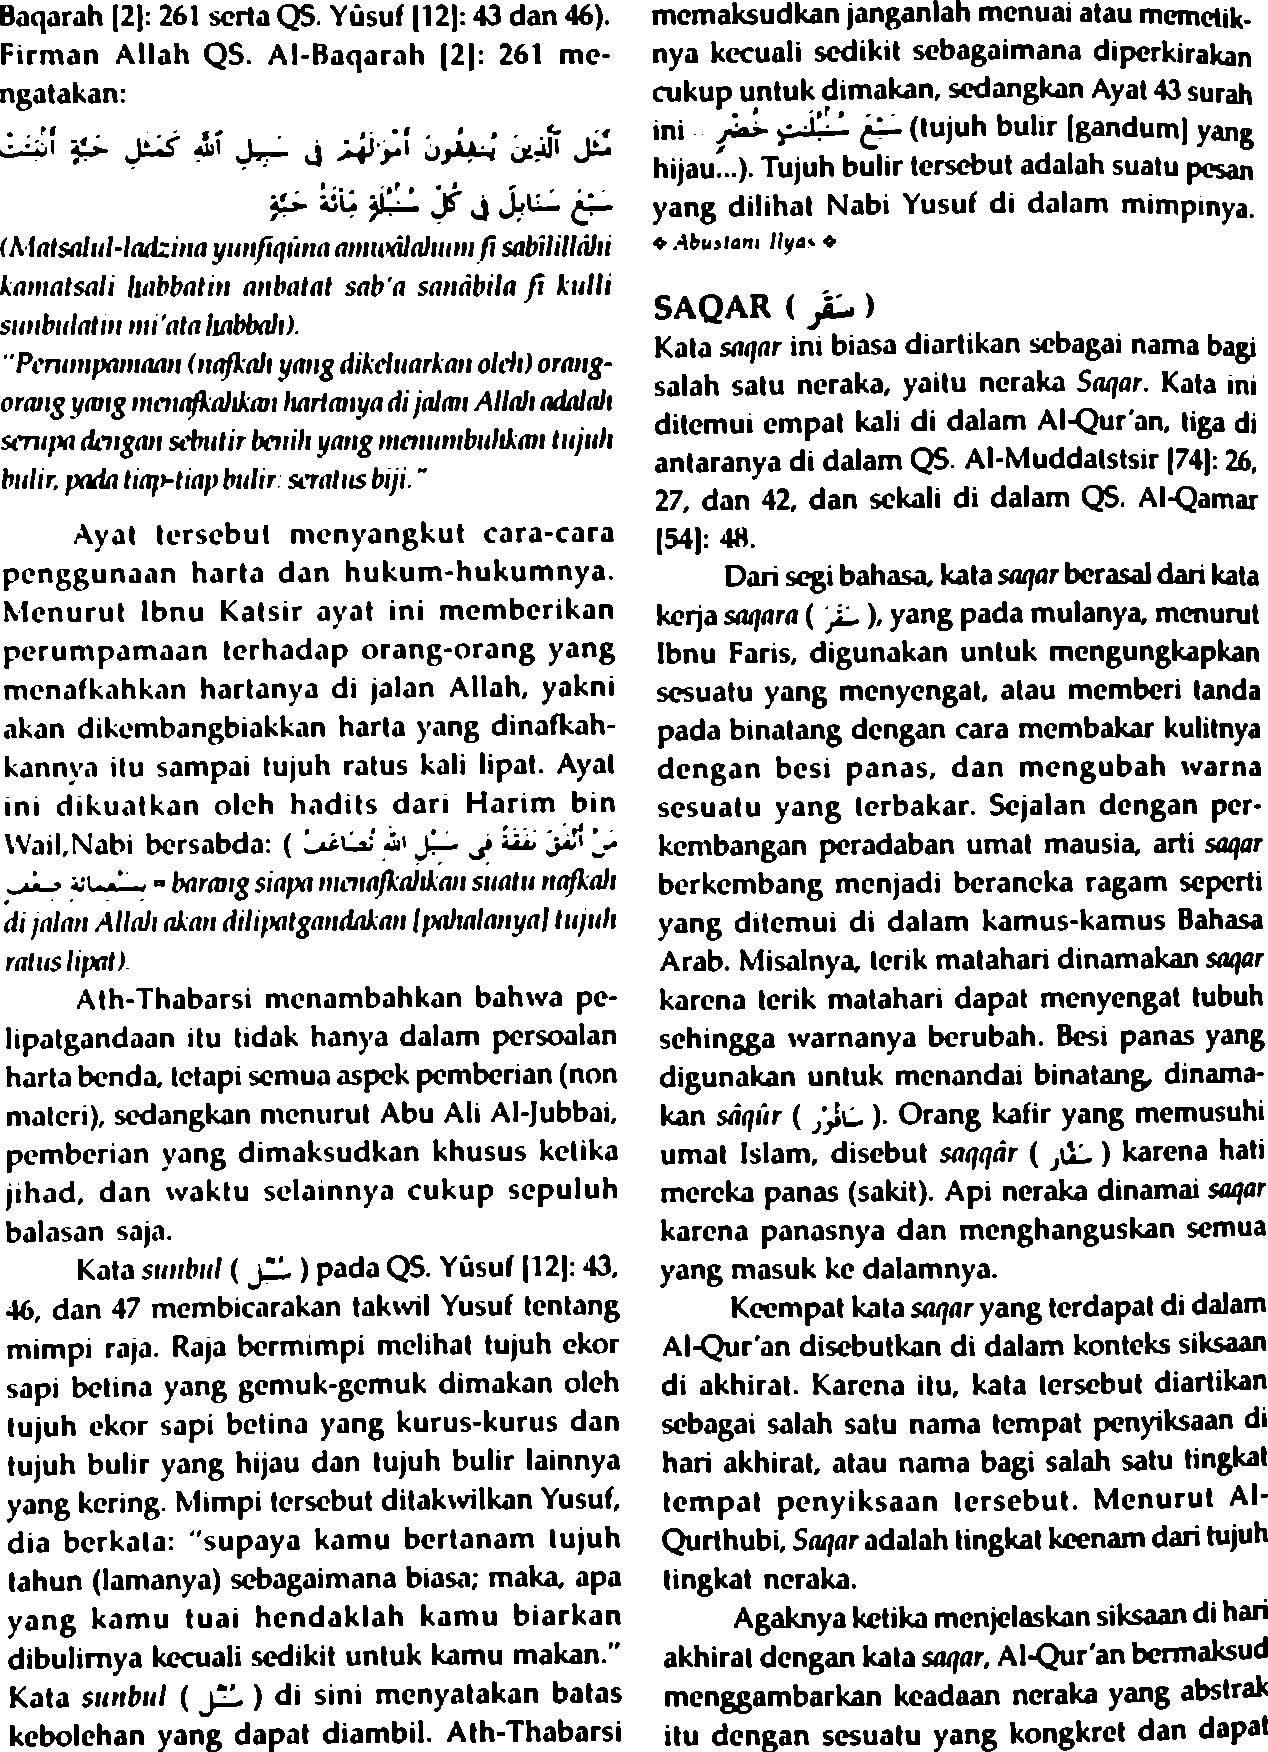 Baqarah [2]: 261 serta QS. Yûsuf [12]: 43 dan 46).
Firman Allah QS. Al-Baqarah [2]: 261 me-
ngatakan:
مَّثَلُ الَّذِينَ يُنفِقُونَ أَمْوَٰلَهُمْ فِى سَبِيلِ ٱللَّهِ كَمَثَلِ حَبَّةٍ أَنۢبَتَتْ
سَبْعَ سَنَابِلَ فِى كُلِّ سُنۢبُلَةٍ مِّا۟ئَةُ حَبَّةٍ
(Matsalul-ladzîna yunfiqûna amwâlahum fî sabîlillâhi
kamatsali habbatin anbatat sab'a sanâbila fî kulli
sunbulatin mi'ata habbah).
"Perumpamaan (nafkah yang dikeluarkan oleh) orang-
orang yang menafkahkan hartanya di jalan Allah adalah
serupa dengan sebutir benih yang menumbuhkan tujuh
bulir, pada tiap-tiap bulir: seratus biji."
Ayat tersebut menyangkut cara-cara
penggunaan harta dan hukum-hukumnya.
Menurut Ibnu Katsir ayat ini memberikan
perumpamaan terhadap orang-orang yang
menafkahkan hartanya di jalan Allah, yakni
akan dikembangbiakkan harta yang dinafkah-
kannya itu sampai tujuh ratus kali lipat. Ayat
ini dikuatkan oleh hadits dari Harim bin
Wail,Nabi bersabda: ( مَنْ أَنْفَقَ نَفَقَةً فِى سَبِيلِ اللهِ تُضَاعَفُ
بِسَبْعِمِائَةِ ضِعْفٍ = barang siapa menafkahkan suatu nafkah
di jalan Allah akan dilipatgandakan [pahalanya] tujuh
ratus lipat).
Ath-Thabarsi menambahkan bahwa pe-
lipatgandaan itu tidak hanya dalam persoalan
harta benda, tetapi semua aspek pemberian (non
materi), sedangkan menurut Abu Ali Al-Jubbai,
pemberian yang dimaksudkan khusus ketika
jihad, dan waktu selainnya cukup sepuluh
balasan saja.
Kata sunbul ( سُنْبُل ) pada QS. Yûsuf [12]: 43,
46, dan 47 membicarakan takwil Yusuf tentang
mimpi raja. Raja bermimpi melihat tujuh ekor
sapi betina yang gemuk-gemuk dimakan oleh
tujuh ekor sapi betina yang kurus-kurus dan
tujuh bulir yang hijau dan tujuh bulir lainnya
yang kering. Mimpi tersebut ditakwilkan Yusuf,
dia berkata: "supaya kamu bertanam tujuh
tahun (lamanya) sebagaimana biasa; maka, apa
yang kamu tuai hendaklah kamu biarkan
dibulirnya kecuali sedikit untuk kamu makan."
Kata sunbul ( سُنْبُل ) di sini menyatakan batas
kebolehan yang dapat diambil. Ath-Thabarsi
memaksudkan janganlah menuai atau memetik-
nya kecuali sedikit sebagaimana diperkirakan
cukup untuk dimakan, sedangkan Ayat 43 surah
ini سَبْعَ سُنۢبُلَٰتٍ خُضْرٍ (tujuh bulir [gandum] yang
hijau...). Tujuh bulir tersebut adalah suatu pesan
yang dilihat Nabi Yusuf di dalam mimpinya.
❖ Abustani Ilyas ❖
SAQAR ( سَقَر )
Kata saqar ini biasa diartikan sebagai nama bagi
salah satu neraka, yaitu neraka Saqar. Kata ini
ditemui empat kali di dalam Al-Qur'an, tiga di
antaranya di dalam QS. Al-Muddatstsir [74]: 26,
27, dan 42, dan sekali di dalam QS. Al-Qamar
[54]: 48.
Dari segi bahasa, kata saqar berasal dari kata
kerja saqara ( سَقَرَ ), yang pada mulanya, menurut
Ibnu Faris, digunakan untuk mengungkapkan
sesuatu yang menyengat, atau memberi tanda
pada binatang dengan cara membakar kulitnya
dengan besi panas, dan mengubah warna
sesuatu yang terbakar. Sejalan dengan per-
kembangan peradaban umat mausia, arti saqar
berkembang menjadi beraneka ragam seperti
yang ditemui di dalam kamus-kamus Bahasa
Arab. Misalnya, terik matahari dinamakan saqar
karena terik matahari dapat menyengat tubuh
sehingga warnanya berubah. Besi panas yang
digunakan untuk menandai binatang, dinama-
kan sâqûr ( سَاقُوْر ). Orang kafir yang memusuhi
umat Islam, disebut saqqâr ( سَقَّار ) karena hati
mereka panas (sakit). Api neraka dinamai saqar
karena panasnya dan menghanguskan semua
yang masuk ke dalamnya.
Keempat kata saqar yang terdapat di dalam
Al-Qur'an disebutkan di dalam konteks siksaan
di akhirat. Karena itu, kata tersebut diartikan
sebagai salah satu nama tempat penyiksaan di
hari akhirat, atau nama bagi salah satu tingkat
tempat penyiksaan tersebut. Menurut Al-
Qurthubi, Saqar adalah tingkat keenam dari tujuh
tingkat neraka.
Agaknya ketika menjelaskan siksaan di hari
akhirat dengan kata saqar, Al-Qur'an bermaksud
menggambarkan keadaan neraka yang abstrak
itu dengan sesuatu yang kongkret dan dapat